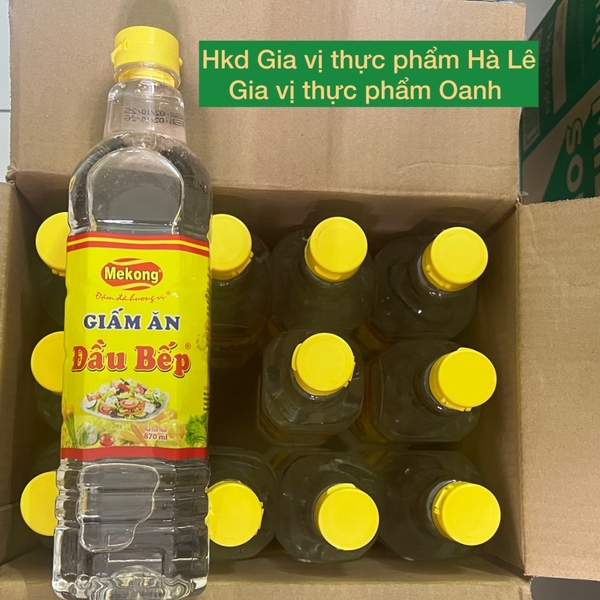 Hkd Gia vị thực phẩm Hà Lê
Gia vị thực phẩm Oanh
Mekong
Đậm đà hương vị
GIẤM ĂN
Đầu Bếp®
870 ml